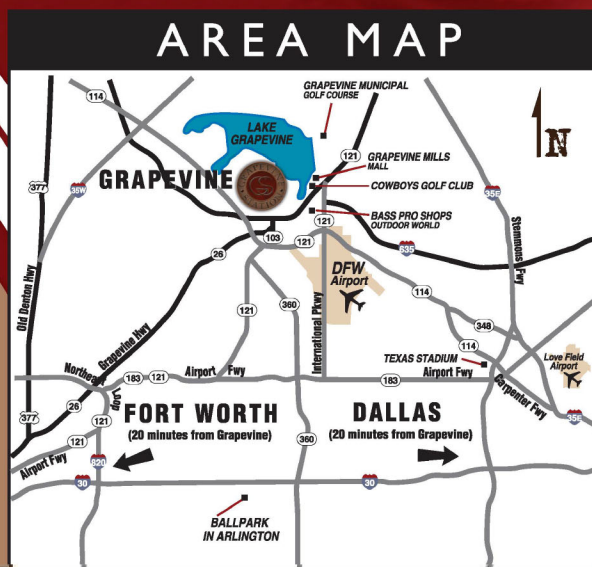 AREA MAP
114
GRAPEVINE MUNICIPAL
GOLF COURSE
N
LAKE
GRAPEVINE
121
377
35W
GRAPEVINE
GRAPEVINE MILLS
MALL
COWBOYS GOLF CLUB
35E
BASS PRO SHOPS
OUTDOOR WORLD
121
103
121
121
635
26
Stemmons Fwy
Old Denton Hwy
DFW
Airport
114
360
121
International Pkwy
348
Grapevine Hwy
114
TEXAS STADIUM
Love Field
Airport
Northeast
Loop
183
121
Airport Fwy
183
Airport Fwy
Carpenter Fwy
26
377
121
FORT WORTH
(20 minutes from Grapevine)
DALLAS
(20 minutes from Grapevine)
35E
121
360
Airport Fwy
820
30
30
BALLPARK
IN ARLINGTON